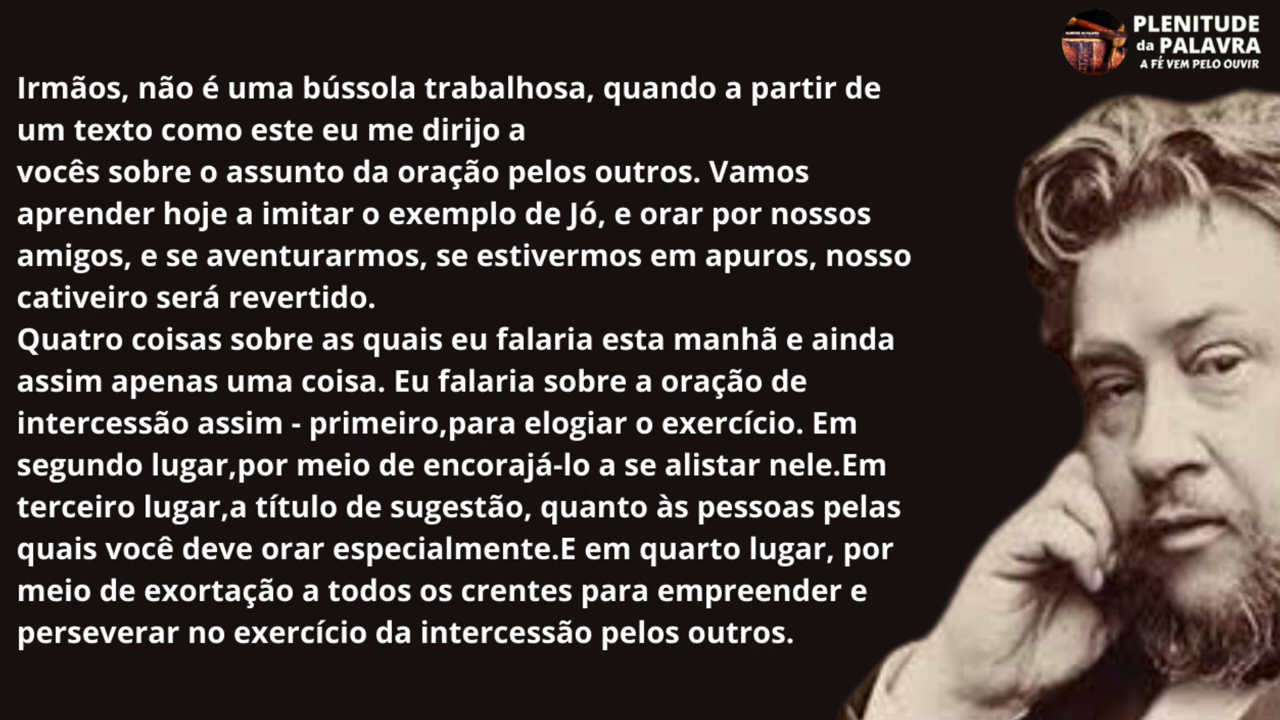 PLENITUDE
da PALAVRA
A FÉ VEM PELO OUVIR
Irmãos, não é uma bússola trabalhosa, quando a partir de
um texto como este eu me dirijo a
vocês sobre o assunto da oração pelos outros. Vamos
aprender hoje a imitar o exemplo de Jó, e orar por nossos
amigos, e se aventurarmos, se estivermos em apuros, nosso
cativeiro será revertido.
Quatro coisas sobre as quais eu falaria esta manhã e ainda
assim apenas uma coisa. Eu falaria sobre a oração de
intercessão assim - primeiro,para elogiar o exercício. Em
segundo lugar,por meio de encorajá-lo a se alistar nele.Em
terceiro lugar,a título de sugestão, quanto às pessoas pelas
quais você deve orar especialmente.E em quarto lugar, por
meio de exortação a todos os crentes para empreender e
perseverar no exercício da intercessão pelos outros.